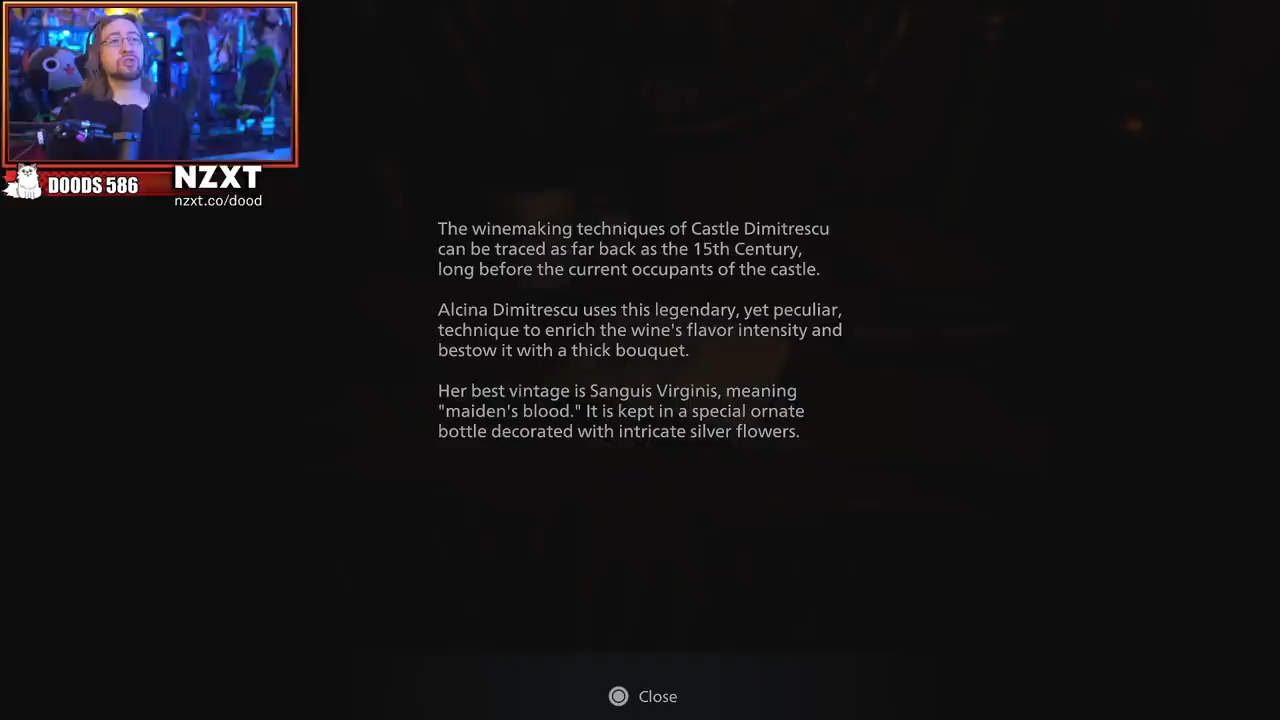 DOODS 586
NZXT
nzxt.co/dood
The winemaking techniques of Castle Dimitrescu
can be traced as far back as the 15th Century,
long before the current occupants of the castle.
Alcina Dimitrescu uses this legendary, yet peculiar,
technique to enrich the wine's flavor intensity and
bestow it with a thick bouquet.
Her best vintage is Sanguis Virginis, meaning
"maiden's blood." It is kept in a special ornate
bottle decorated with intricate silver flowers.
Close